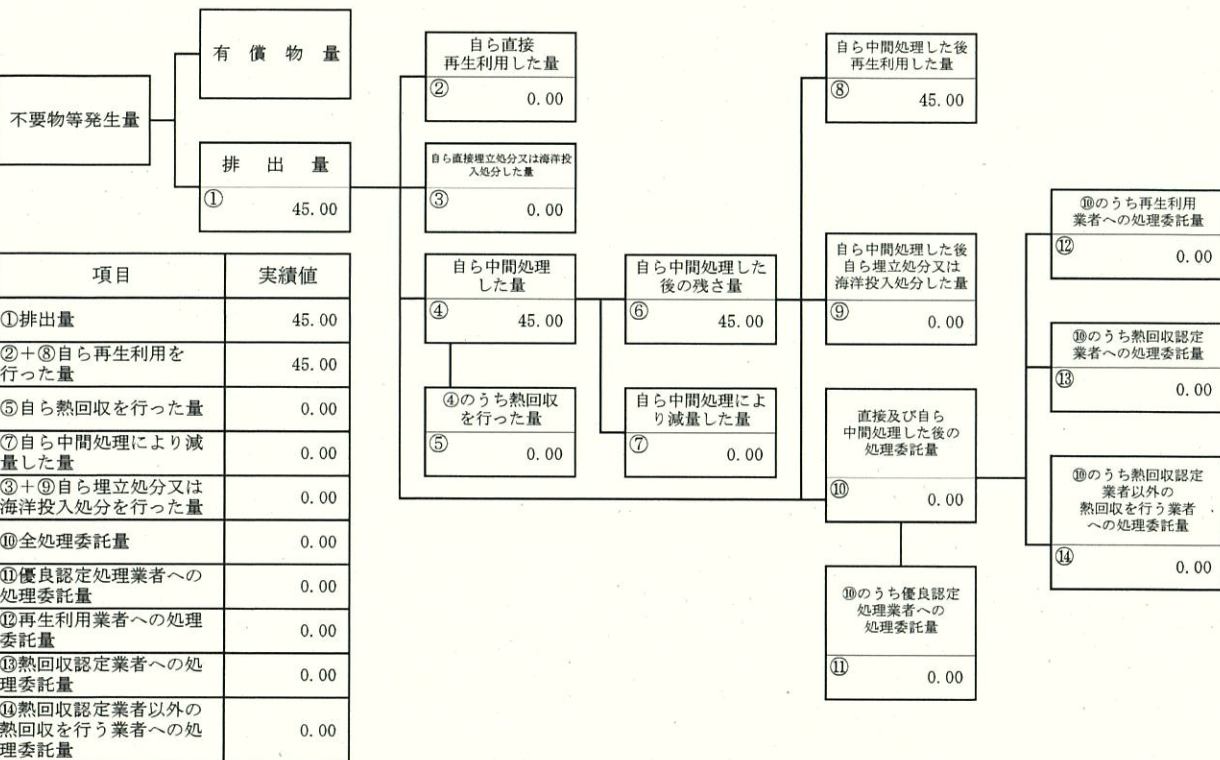 不要物等発生量
有償物量
排出量
①
45.00
自ら直接
再生利用した量
②
0.00
自ら直接埋立処分又は海洋投
入処分した量
③
0.00
自ら中間処理
した量
④
45.00
④のうち熱回収
を行った量
⑤
0.00
自ら中間処理した
後の残さ量
⑥
45.00
自ら中間処理によ
り減量した量
⑦
0.00
自ら中間処理した後
再生利用した量
⑧
45.00
自ら中間処理した後
自ら埋立処分又は
海洋投入処分した量
⑨
0.00
直接及び自ら
中間処理した後の
処理委託量
⑩
0.00
⑩のうち優良認定
処理業者への
処理委託量
⑪
0.00
⑩のうち再生利用
業者への処理委託量
⑫
0.00
⑩のうち熱回収認定
業者への処理委託量
⑬
0.00
⑩のうち熱回収認定
業者以外の
熱回収を行う業者
への処理委託量
⑭
0.00
項目 実績値
①排出量 45.00
②+⑧自ら再生利用を
行った量 45.00
⑤自ら熱回収を行った量 0.00
⑦自ら中間処理により減
量した量 0.00
③+⑨自ら埋立処分又は
海洋投入処分を行った量 0.00
⑩全処理委託量 0.00
⑪優良認定処理業者への
処理委託量 0.00
⑫再生利用業者への処理
委託量 0.00
⑬熱回収認定業者への処
理委託量 0.00
⑭熱回収認定業者以外の
熱回収を行う業者への処
理委託量 0.00